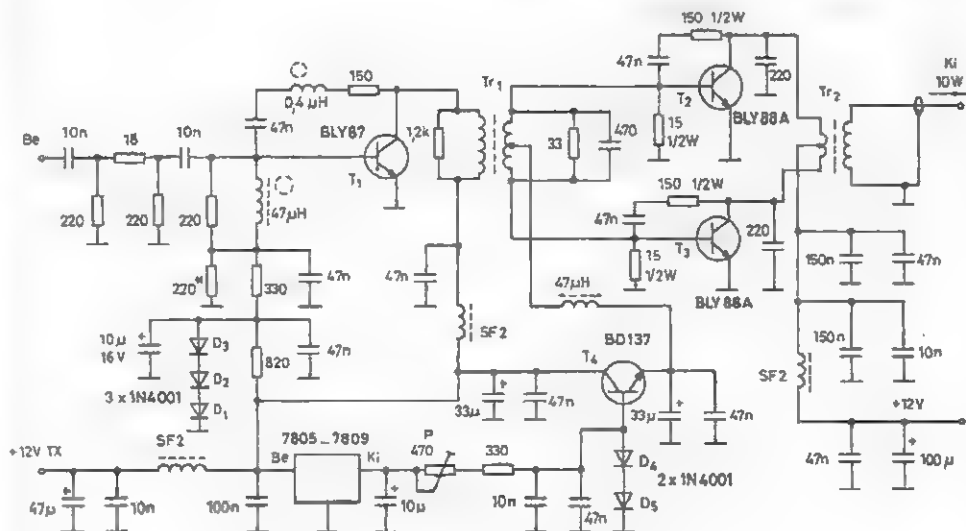 150 1/2W
47n
150
0,4 µH
47n
T2
BLY88A
220
Ki
10W
Tr1
Tr2
Be
10n
18
10n
BLY87
T1
1,2k
15
1/2W
33
470
220
220
220
47µH
150 1/2W
47n
T3
BLY88A
15
1/2W
220
220*
330
47n
47n
47µH
150n
47n
10µ
16V
+
D3
D2
D1
3 x 1N4001
820
47n
SF2
BD137
T4
150n
10n
SF2
33µ
+
47n
33µ
+
47n
+12V
SF2
+12V TX
7805_7809
Be
Ki
P
470
330
D4
D5
2 x 1N4001
47n
100µ
+
47µ
+
10n
100n
10µ
+
10n
47n